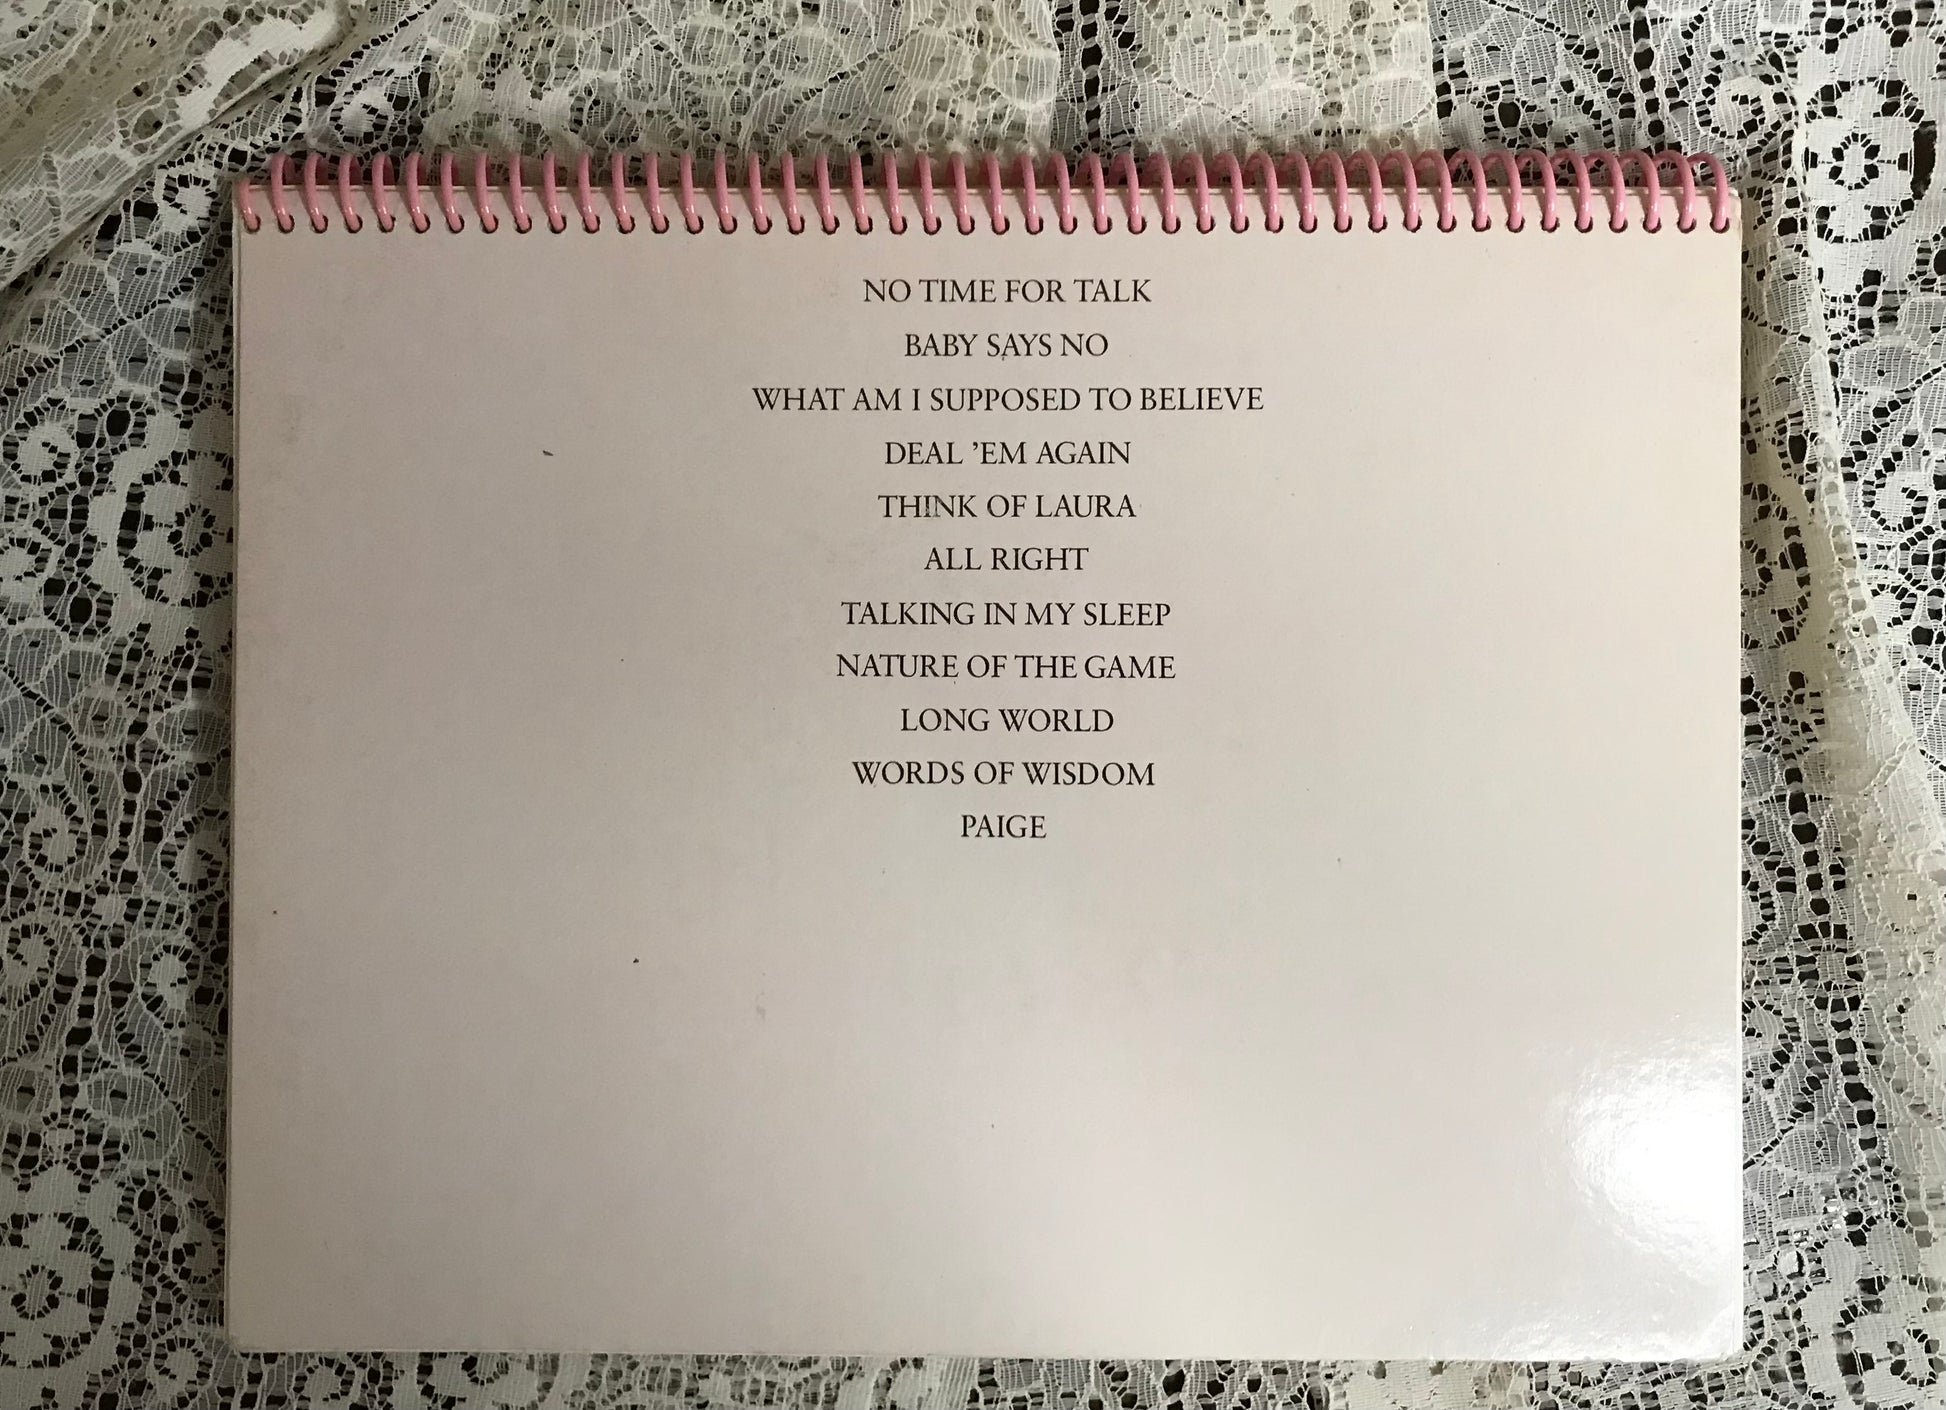 NO TIME FOR TALK
BABY SAYS NO
WHAT AM I SUPPOSED TO BELIEVE
DEAL ’EM AGAIN
THINK OF LAURA
ALL RIGHT
TALKING IN MY SLEEP
NATURE OF THE GAME
LONG WORLD
WORDS OF WISDOM
PAIGE